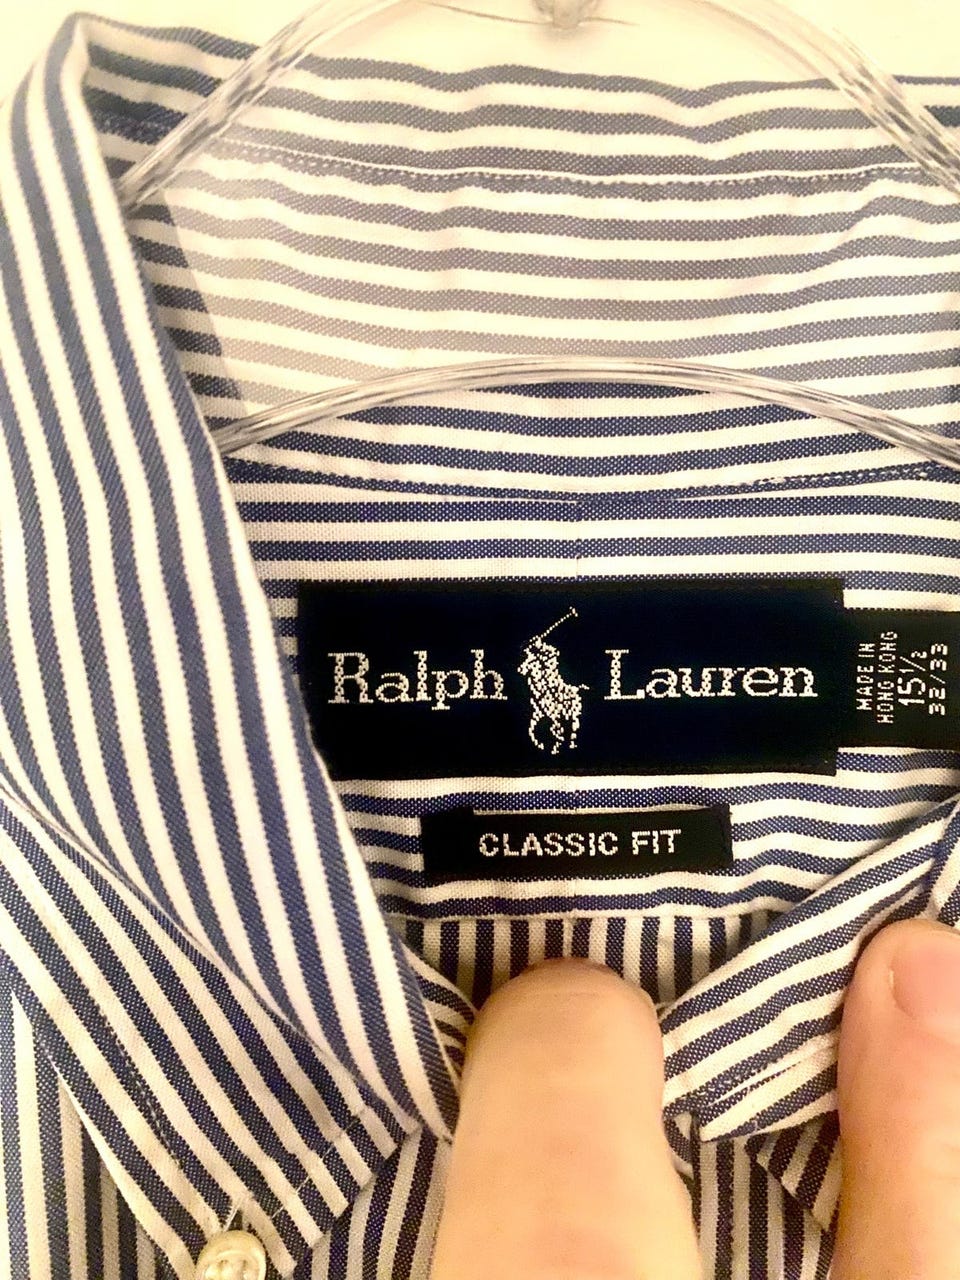 Ralph Lauren
MADE IN
HONG KONG
15½
32/33
CLASSIC FIT